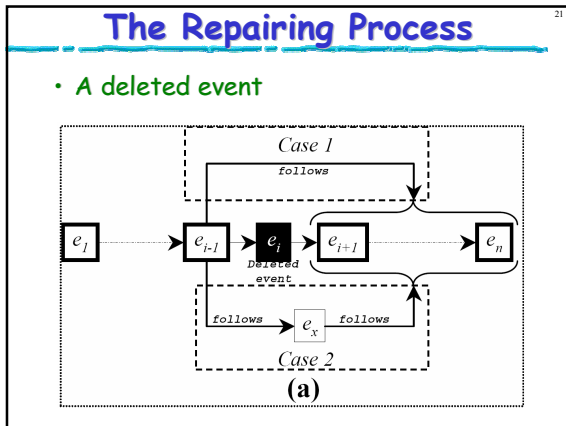 21
The Repairing Process
• A deleted event
Case 1
follows
e1 ei-1 ei ei+1 en
Deleted
event
follows ex follows
Case 2
(a)